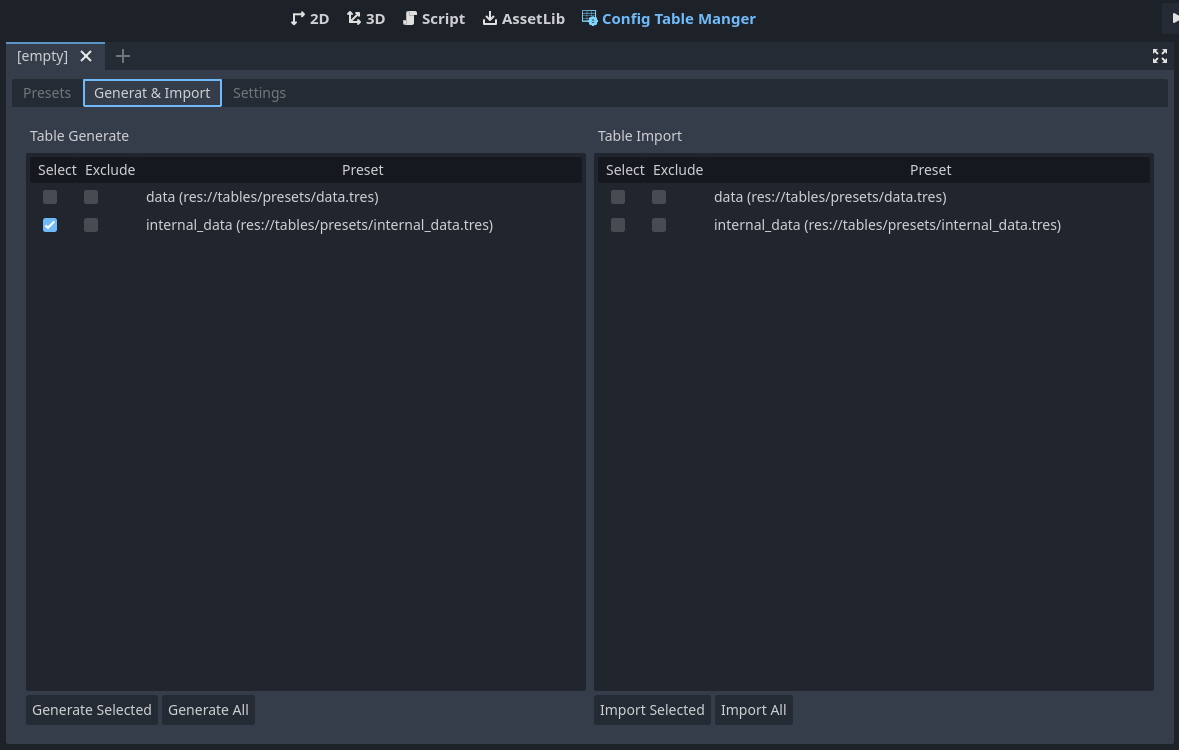 2D 3D Script AssetLib Config Table Manger
[empty]
Presets Generat & Import Settings
Table Generate
Select Exclude Preset
data (res://tables/presets/data.tres)
internal_data (res://tables/presets/internal_data.tres)
Generate Selected Generate All
Table Import
Select Exclude Preset
data (res://tables/presets/data.tres)
internal_data (res://tables/presets/internal_data.tres)
Import Selected Import All